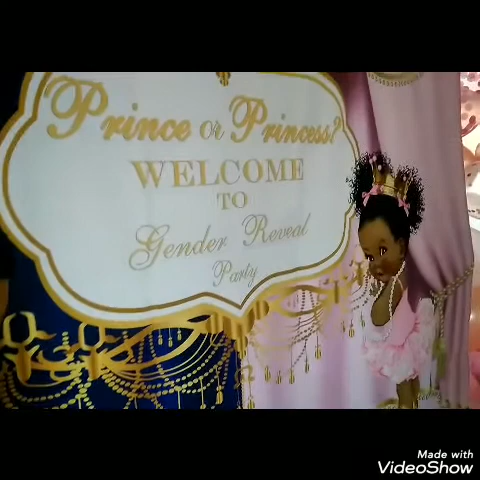 Prince or Princess?
WELCOME
TO
Gender Reveal
Party
Made with
VideoShow